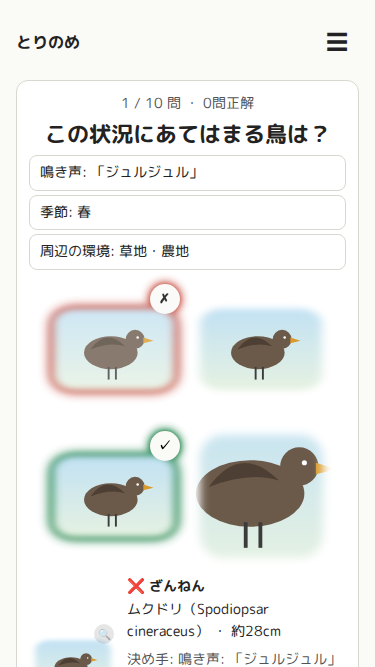 とりのめ
1 / 10 問 ・ 0問正解
この状況にあてはまる鳥は？
鳴き声: 「ジュルジュル」
季節: 春
周辺の環境: 草地・農地
✗
✓
❌ ざんねん
ムクドリ（Spodiopsar
cineraceus） ・ 約28cm
決め手: 鳴き声: 「ジュルジュル」